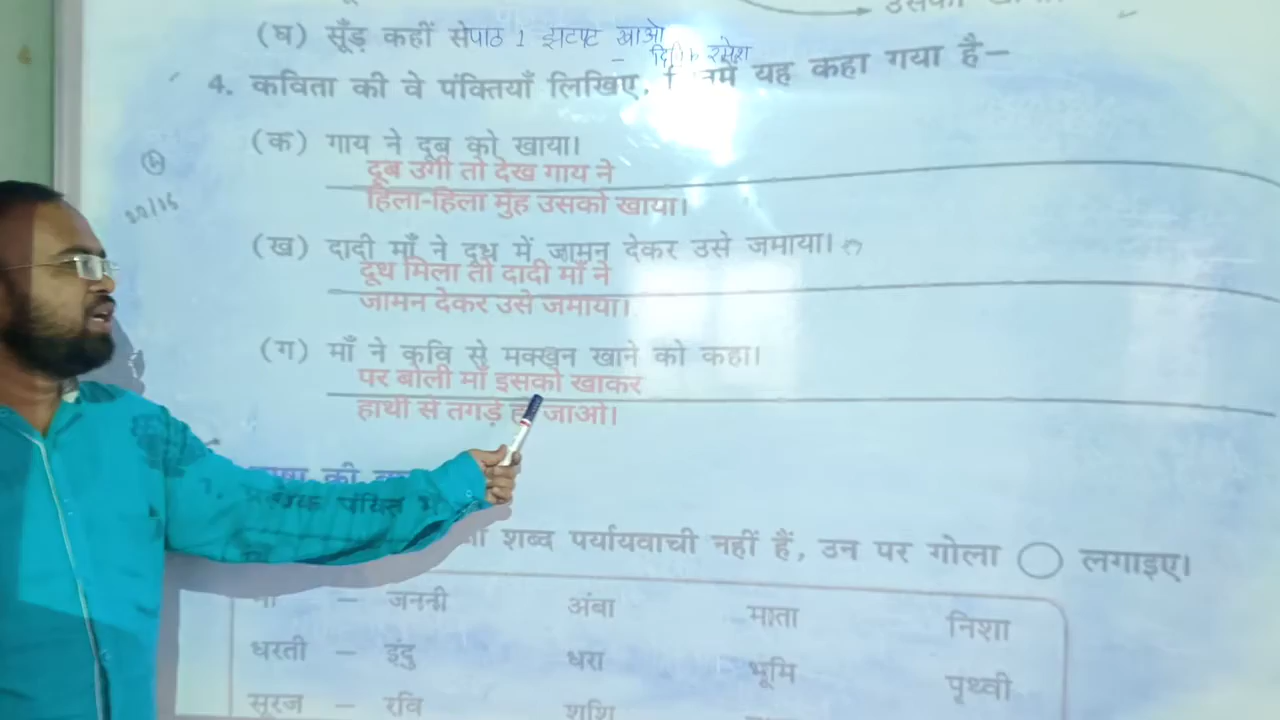 (घ) सूँड़ कहीं से पाठ 1 झटपट खाओ
रमेश
4. कविता की वे पंक्तियाँ लिखिए, यह कहा गया है–
(क) गाय ने दूब को खाया।
दूब उगी तो देख गाय ने
हिला-हिला मुँह उसको खाया।
(ख) दादी माँ ने दूध में जामन देकर उसे जमाया।
दूध मिला तो दादी माँ ने
जामन देकर उसे जमाया।
(ग) माँ ने कवि से मक्खन खाने को कहा।
पर बोली माँ इसको खाकर
हाथी से तगड़े हो जाओ।
भाषा की
शब्द पर्यायवाची नहीं हैं, उन पर गोला ◯ लगाइए।
– जननी अंबा माता निशा
धरती – इंदु धरा भूमि पृथ्वी
सूरज – रवि शशि